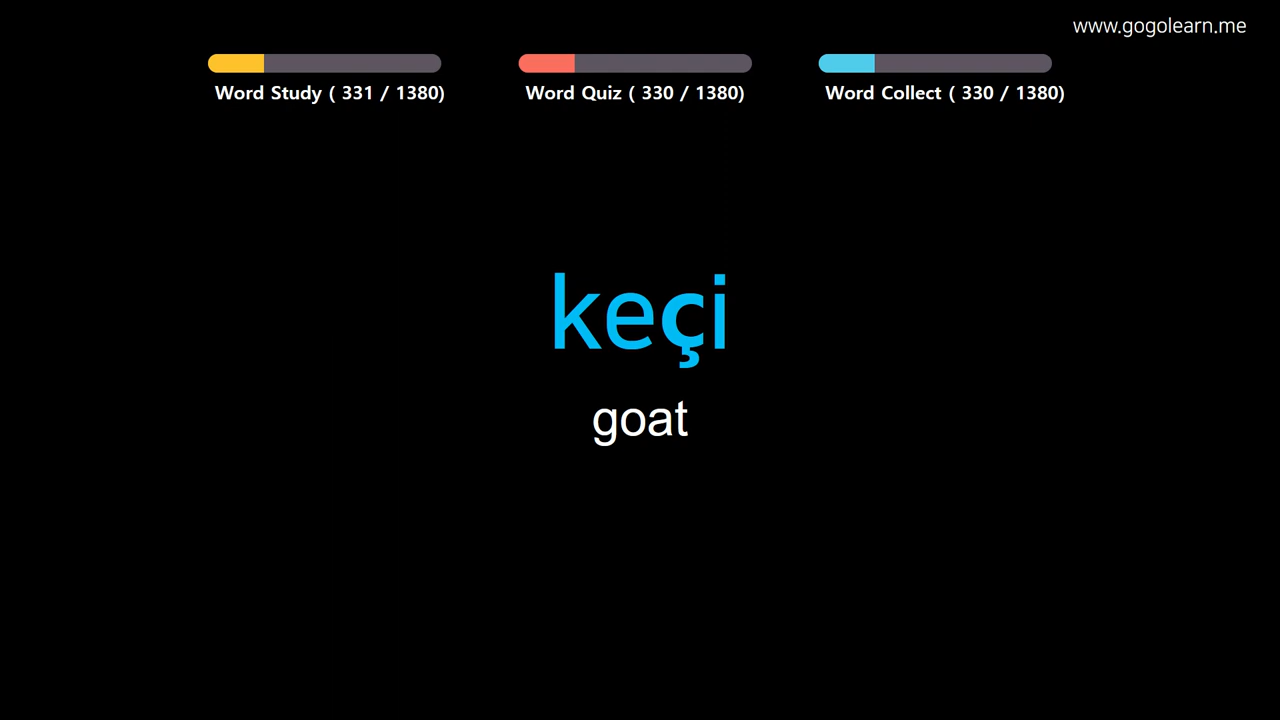 www.gogolearn.me
Word Study ( 331 / 1380)
Word Quiz ( 330 / 1380)
Word Collect ( 330 / 1380)
keçi
goat